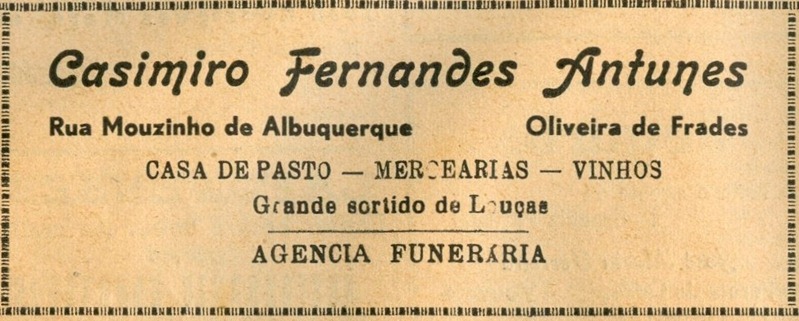 Casimiro Fernandes Antunes
Rua Mouzinho de Albuquerque Oliveira de Frades
CASA DE PASTO — MERCEARIAS — VINHOS
Grande sortido de Louças
AGENCIA FUNERÁRIA